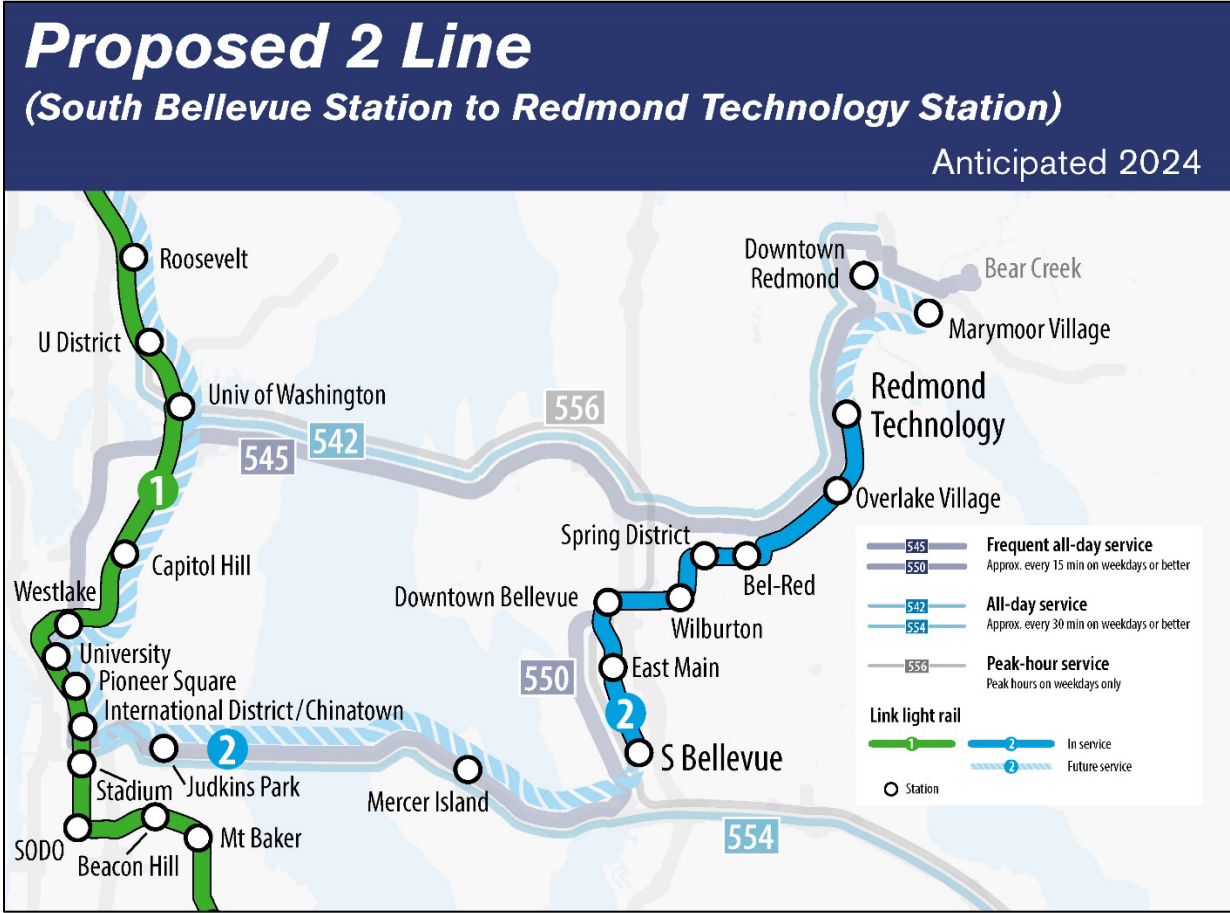 Proposed 2 Line
(South Bellevue Station to Redmond Technology Station)
Anticipated 2024
Roosevelt
U District
Univ of Washington
545
542
556
1
Capitol Hill
Westlake
University
Pioneer Square
International District/Chinatown
2
Judkins Park
Stadium
SODO
Beacon Hill
Mt Baker
Mercer Island
554
550
Downtown
Redmond
Bear Creek
Marymoor Village
Redmond
Technology
Overlake Village
Spring District
Bel-Red
Downtown Bellevue
Wilburton
East Main
2
S Bellevue
545
Frequent all-day service
550
Approx. every 15 min on weekdays or better
542
All-day service
554
Approx. every 30 min on weekdays or better
556
Peak-hour service
Peak hours on weekdays only
Link light rail
1
2
In service
2
Future service
Station